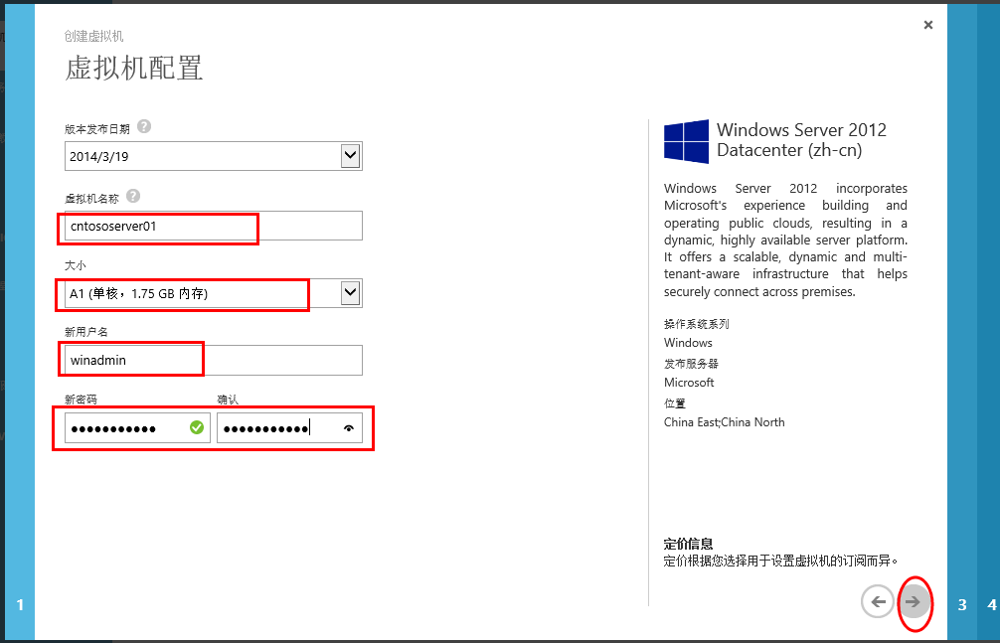 创建虚拟机
虚拟机配置
版本发布日期 ?
2014/3/19
虚拟机名称 ?
cntososerver01
大小
A1 (单核，1.75 GB 内存)
新用户名
winadmin
新密码 确认
●●●●●●●●●●● ●●●●●●●●●●●
Windows Server 2012
Datacenter (zh-cn)
Windows Server 2012 incorporates
Microsoft's experience building and
operating public clouds, resulting in a
dynamic, highly available server platform.
It offers a scalable, dynamic and multi-
tenant-aware infrastructure that helps
securely connect across premises.
操作系统系列
Windows
发布服务器
Microsoft
位置
China East;China North
定价信息
定价根据您选择用于设置虚拟机的订阅而异。
1 3 4